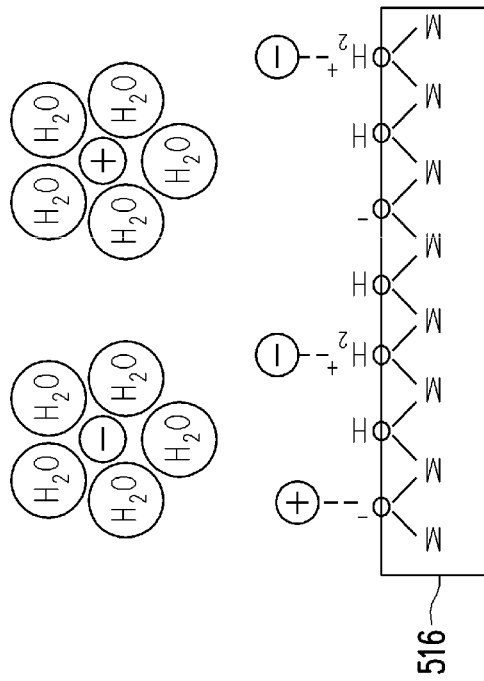 H₂O H₂O H₂O H₂O
− +
H₂O H₂O H₂O H₂O
H₂O H₂O
+ − −
- H H₂⁺ H - H H₂⁺
O O O O O O O
M M M M M M M M
516